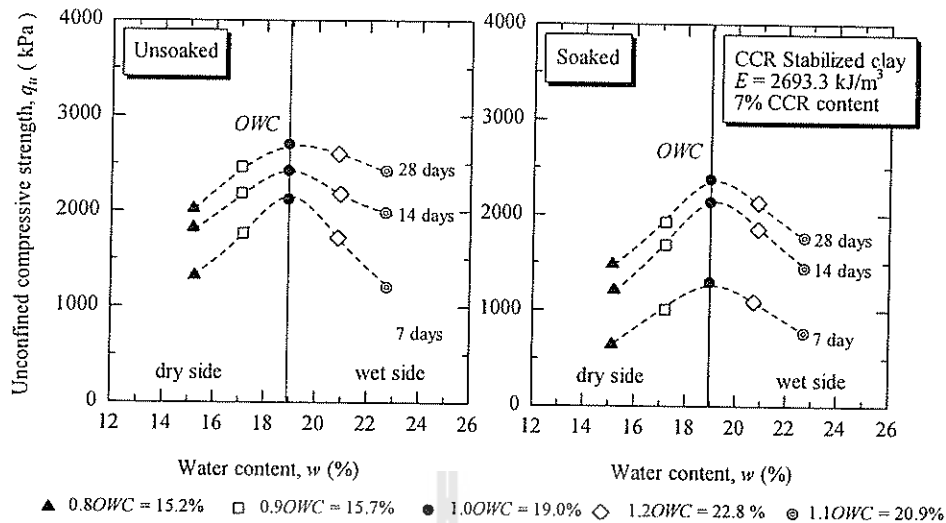 Unconfined compressive strength, qu ( kPa )
4000
3000
2000
1000
0
Unsoaked
OWC
28 days
14 days
7 days
dry side
wet side
12 14 16 18 20 22 24 26
Water content, w (%)
4000
3000
2000
1000
0
Soaked
CCR Stabilized clay
E = 2693.3 kJ/m³
7% CCR content
OWC
28 days
14 days
7 day
dry side
wet side
12 14 16 18 20 22 24 26
Water content, w (%)
0.8OWC = 15.2% 0.9OWC = 15.7% 1.0OWC = 19.0% 1.2OWC = 22.8 % 1.1OWC = 20.9%